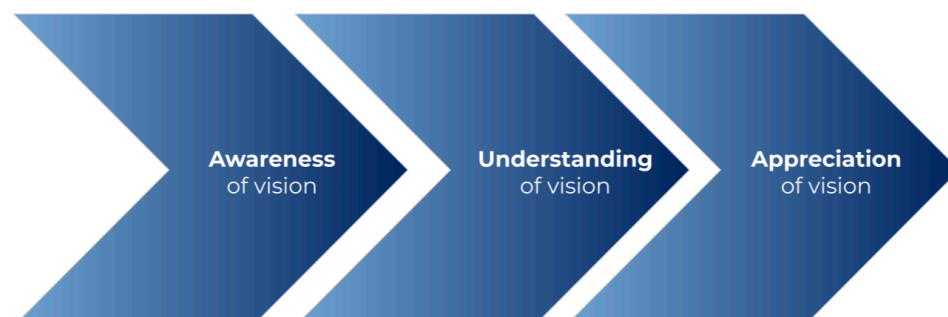 Awareness
of vision
Understanding
of vision
Appreciation
of vision